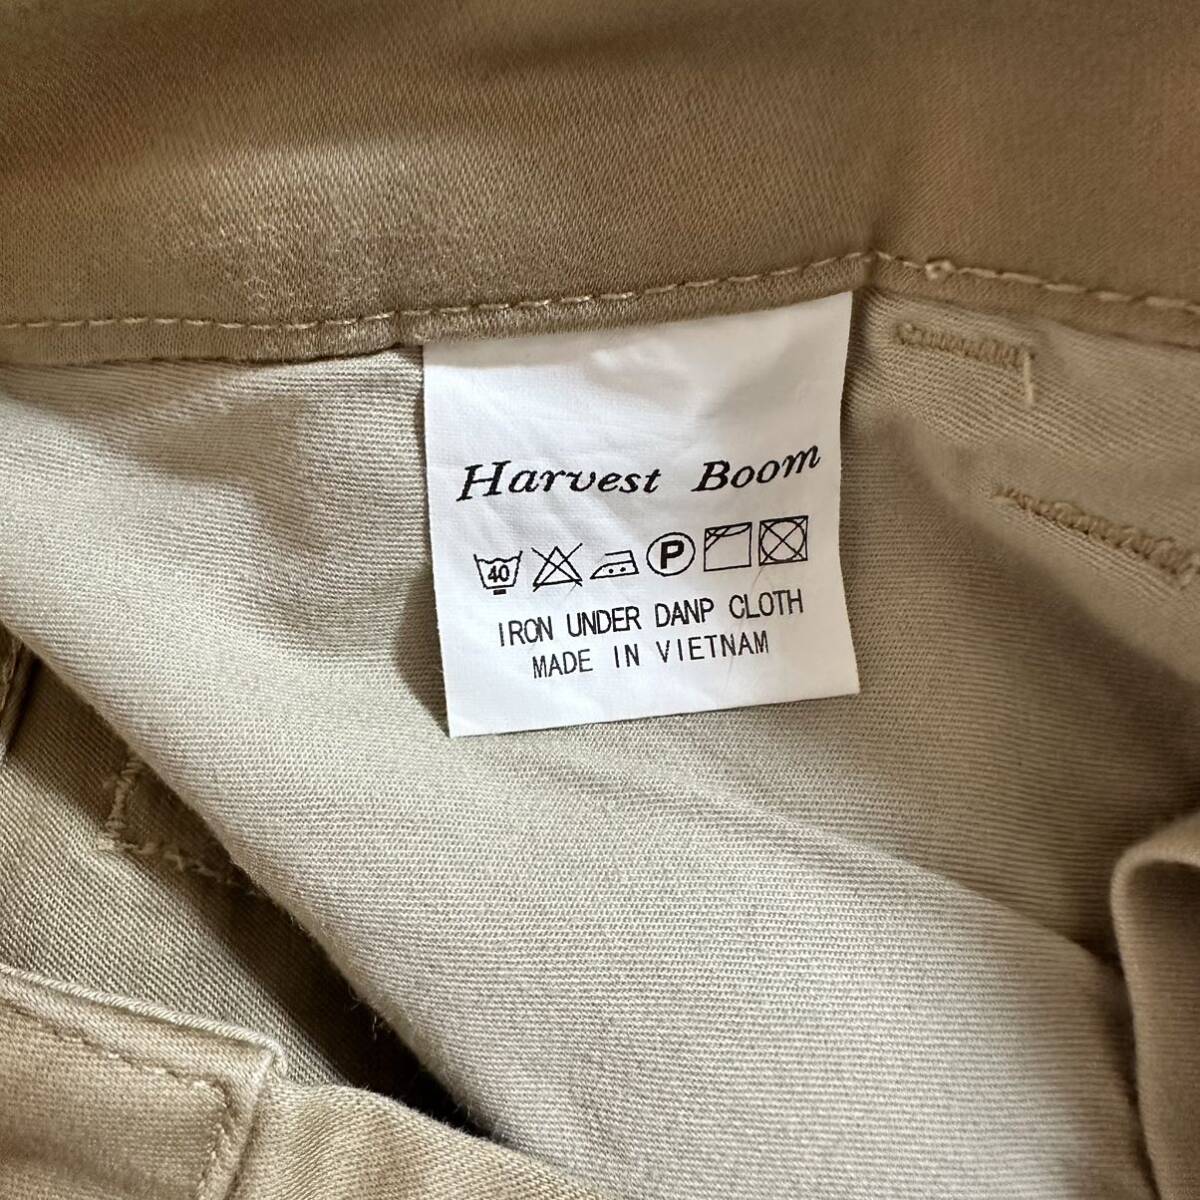 Harvest Boom
40 P
IRON UNDER DANP CLOTH
MADE IN VIETNAM